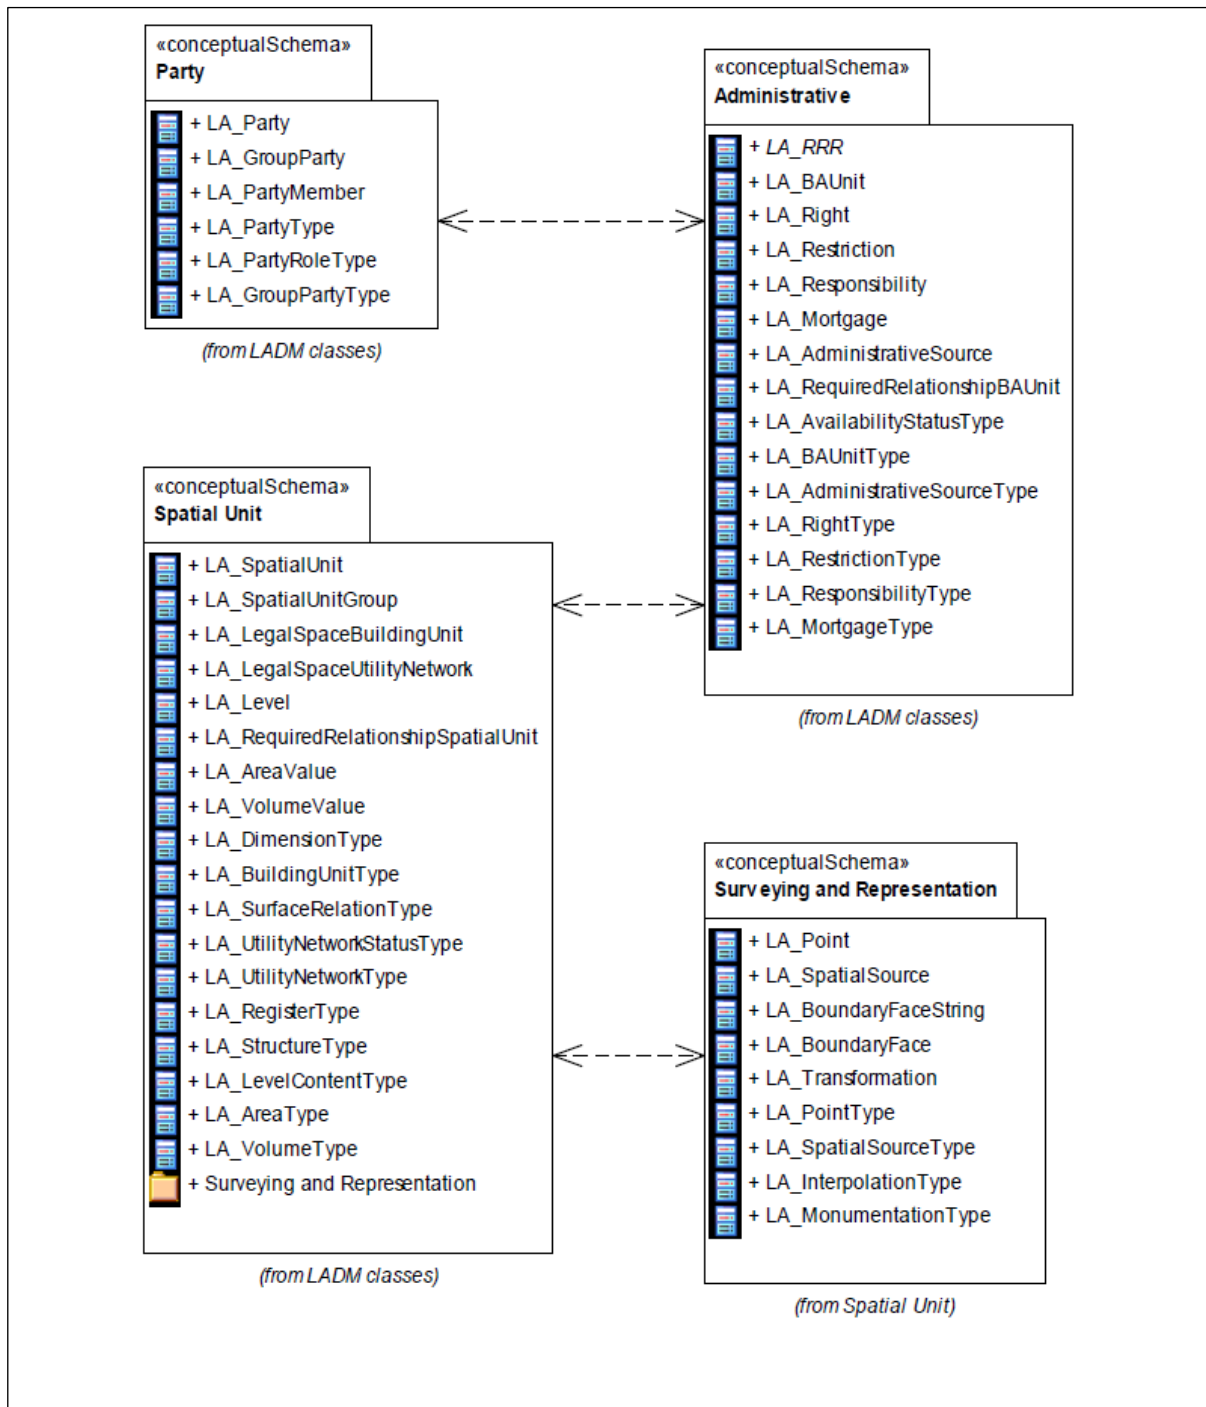 «conceptualSchema»
Party
+ LA_Party
+ LA_GroupParty
+ LA_PartyMember
+ LA_PartyType
+ LA_PartyRoleType
+ LA_GroupPartyType
(from LADM classes)
«conceptualSchema»
Administrative
+ LA_RRR
+ LA_BAUnit
+ LA_Right
+ LA_Restriction
+ LA_Responsibility
+ LA_Mortgage
+ LA_AdministrativeSource
+ LA_RequiredRelationshipBAUnit
+ LA_AvailabilityStatusType
+ LA_BAUnitType
+ LA_AdministrativeSourceType
+ LA_RightType
+ LA_RestrictionType
+ LA_ResponsibilityType
+ LA_MortgageType
(from LADM classes)
«conceptualSchema»
Spatial Unit
+ LA_SpatialUnit
+ LA_SpatialUnitGroup
+ LA_LegalSpaceBuildingUnit
+ LA_LegalSpaceUtilityNetwork
+ LA_Level
+ LA_RequiredRelationshipSpatialUnit
+ LA_AreaValue
+ LA_VolumeValue
+ LA_DimensionType
+ LA_BuildingUnitType
+ LA_SurfaceRelationType
+ LA_UtilityNetworkStatusType
+ LA_UtilityNetworkType
+ LA_RegisterType
+ LA_StructureType
+ LA_LevelContentType
+ LA_AreaType
+ LA_VolumeType
+ Surveying and Representation
(from LADM classes)
«conceptualSchema»
Surveying and Representation
+ LA_Point
+ LA_SpatialSource
+ LA_BoundaryFaceString
+ LA_BoundaryFace
+ LA_Transformation
+ LA_PointType
+ LA_SpatialSourceType
+ LA_InterpolationType
+ LA_MonumentationType
(from Spatial Unit)